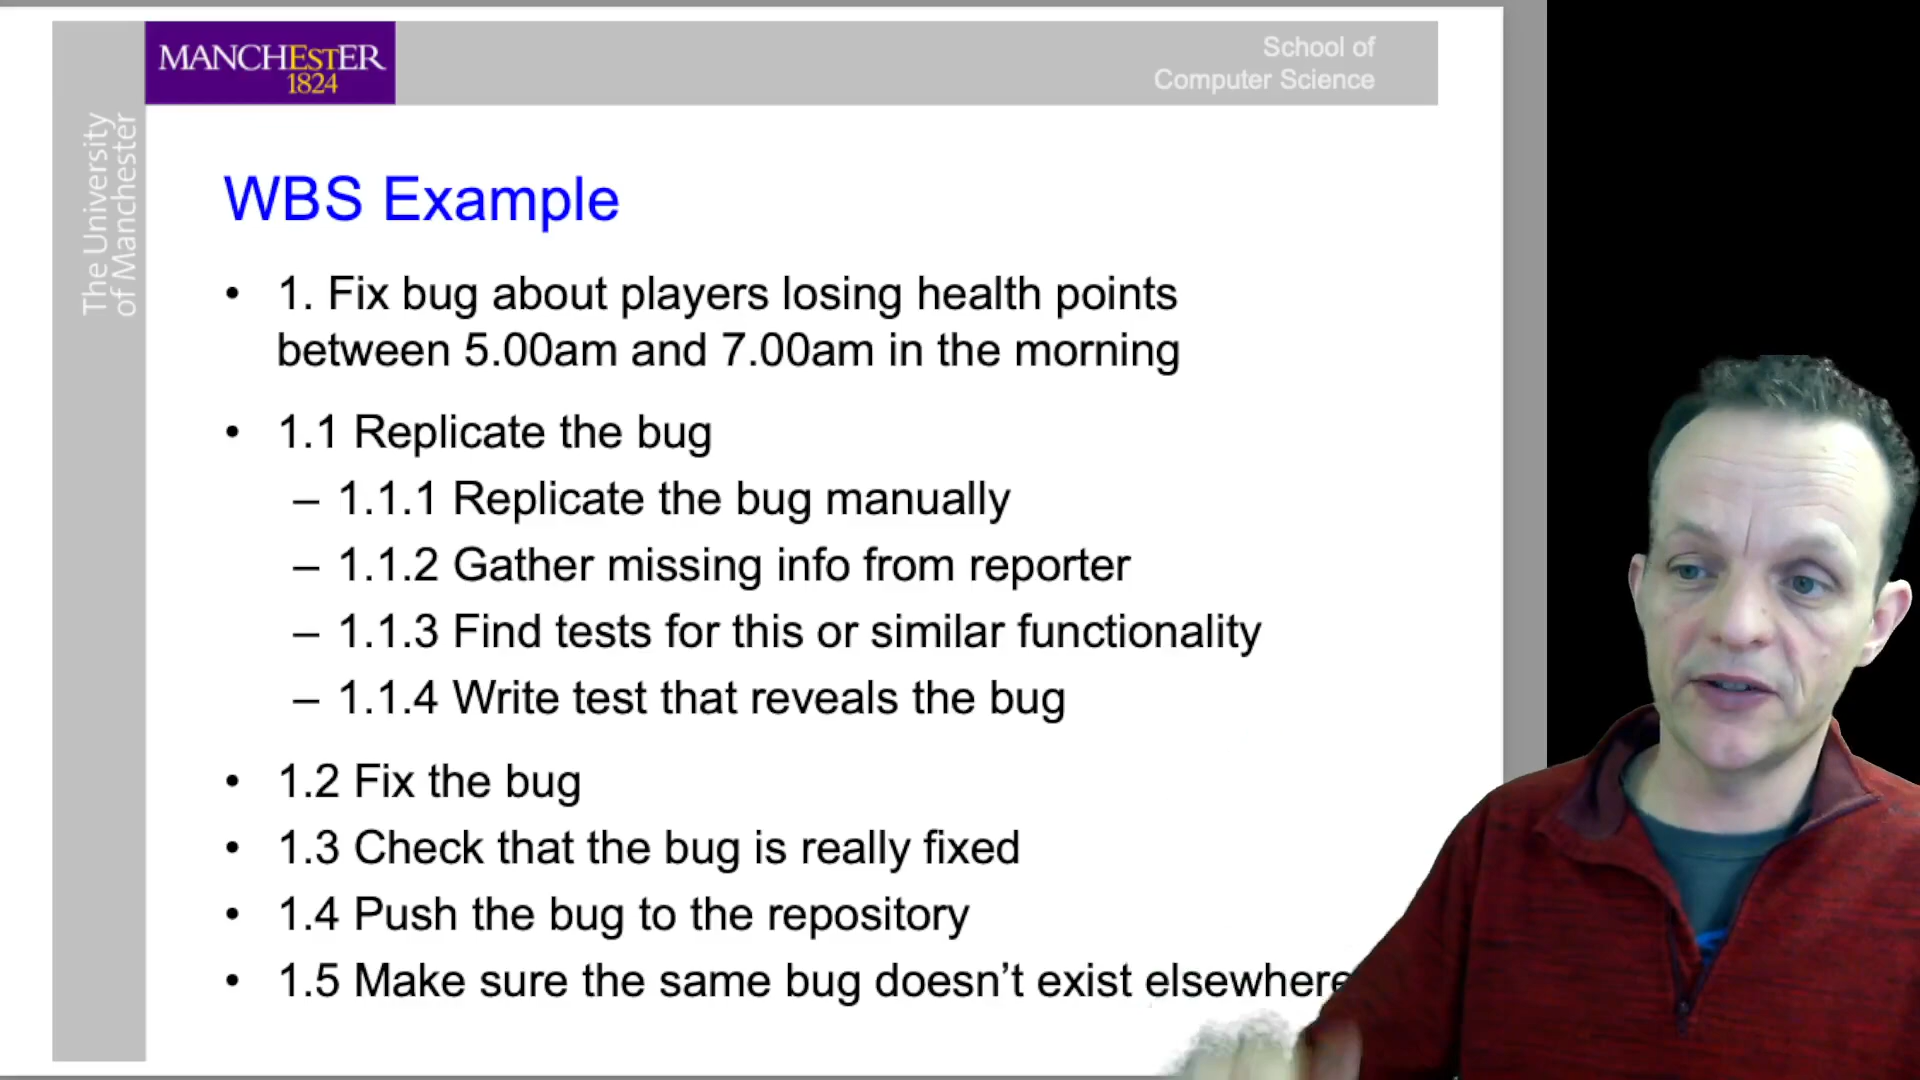 MANCHESTER
1824
School of
Computer Science
The University
of Manchester
WBS Example
• 1. Fix bug about players losing health points
between 5.00am and 7.00am in the morning
• 1.1 Replicate the bug
– 1.1.1 Replicate the bug manually
– 1.1.2 Gather missing info from reporter
– 1.1.3 Find tests for this or similar functionality
– 1.1.4 Write test that reveals the bug
• 1.2 Fix the bug
• 1.3 Check that the bug is really fixed
• 1.4 Push the bug to the repository
• 1.5 Make sure the same bug doesn’t exist elsewhere